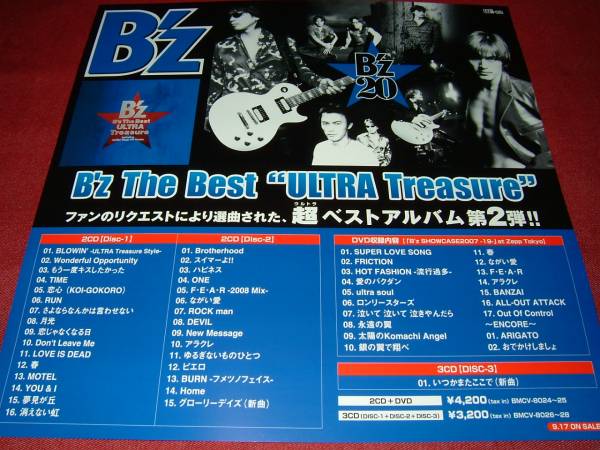 B'z
B'z
B'z The Best
ULTRA
Treasure
B'z
20
B'z The Best "ULTRA Treasure"
ウルトラ
ファンのリクエストにより選曲された、超 ベストアルバム 第2弾!!
2CD [Disc-1]
01. BLOWIN' -ULTRA Treasure Style-
02. Wonderful Opportunity
03. もう一度キスしたかった
04. TIME
05. 恋心 (KOI-GOKORO)
06. RUN
07. さよならなんかは言わせない
08. 月光
09. 恋じゃなくなる日
10. Don't Leave Me
11. LOVE IS DEAD
12. 春
13. MOTEL
14. YOU & I
15. 夢見が丘
16. 消えない虹
2CD [Disc-2]
01. Brotherhood
02. スイマーよ!!
03. ハピネス
04. ONE
05. F・E・A・R -2008 Mix-
06. ながい愛
07. ROCK man
08. DEVIL
09. New Message
10. アラクレ
11. ゆるぎないものひとつ
12. ピエロ
13. BURN -フメツノフェイス-
14. Home
15. グローリーデイズ (新曲)
DVD収録内容 [「B'z SHOWCASE2007 -19-」at Zepp Tokyo]
01. SUPER LOVE SONG
02. FRICTION
03. HOT FASHION -流行過多-
04. 愛のバクダン
05. ultra soul
06. ロンリースターズ
07. 泣いて 泣いて 泣きやんだら
08. 永遠の翼
09. 太陽のKomachi Angel
10. 銀の翼で翔べ
11. 春
12. ながい愛
13. F・E・A・R
14. アラクレ
15. BANZAI
16. ALL-OUT ATTACK
17. Out Of Control
〜ENCORE〜
01. ARIGATO
02. おでかけしましょ
3CD [DISC-3]
01. いつかまたここで (新曲)
2CD+DVD ¥4,200 (tax in) BMCV-8024〜25
3CD [DISC-1+DISC-2+DISC-3] ¥3,200 (tax in) BMCV-8026〜28
9.17 ON SALE